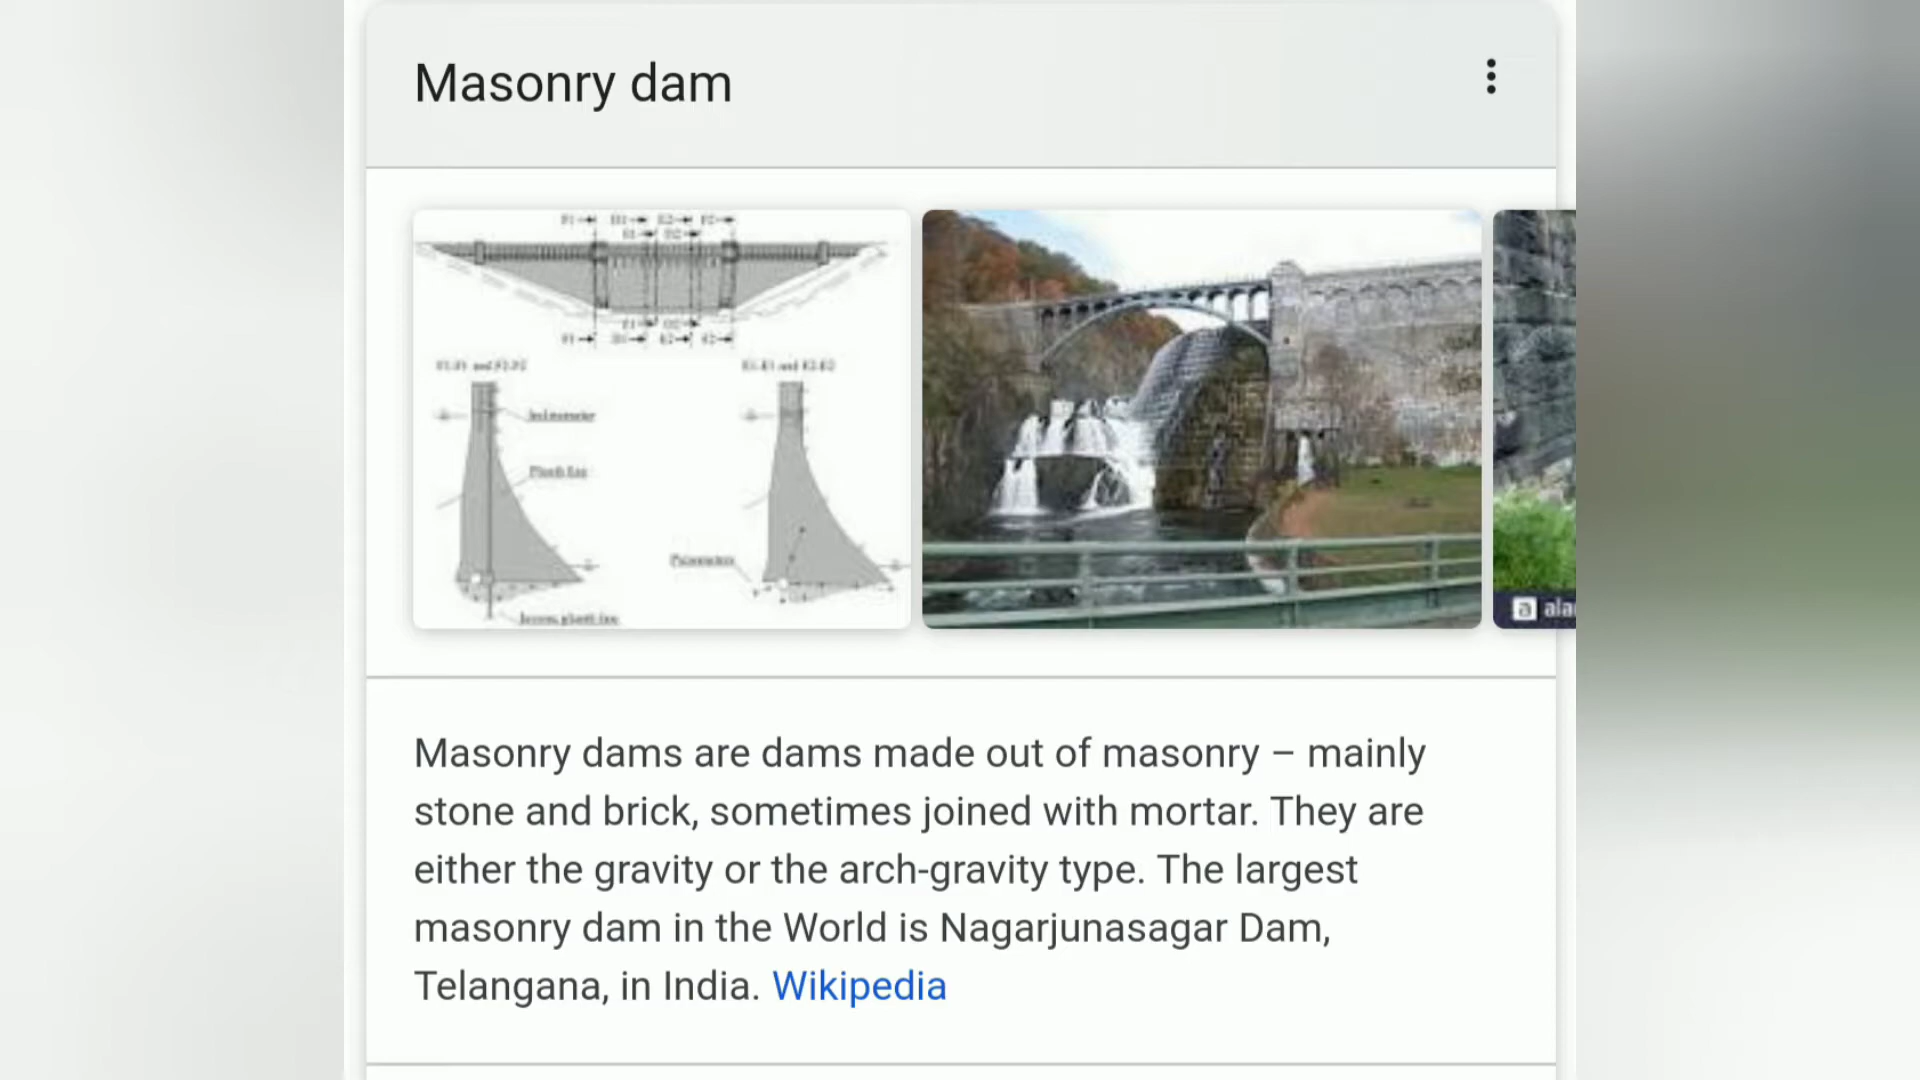 Masonry dam
Masonry dams are dams made out of masonry – mainly
stone and brick, sometimes joined with mortar. They are
either the gravity or the arch-gravity type. The largest
masonry dam in the World is Nagarjunasagar Dam,
Telangana, in India. Wikipedia